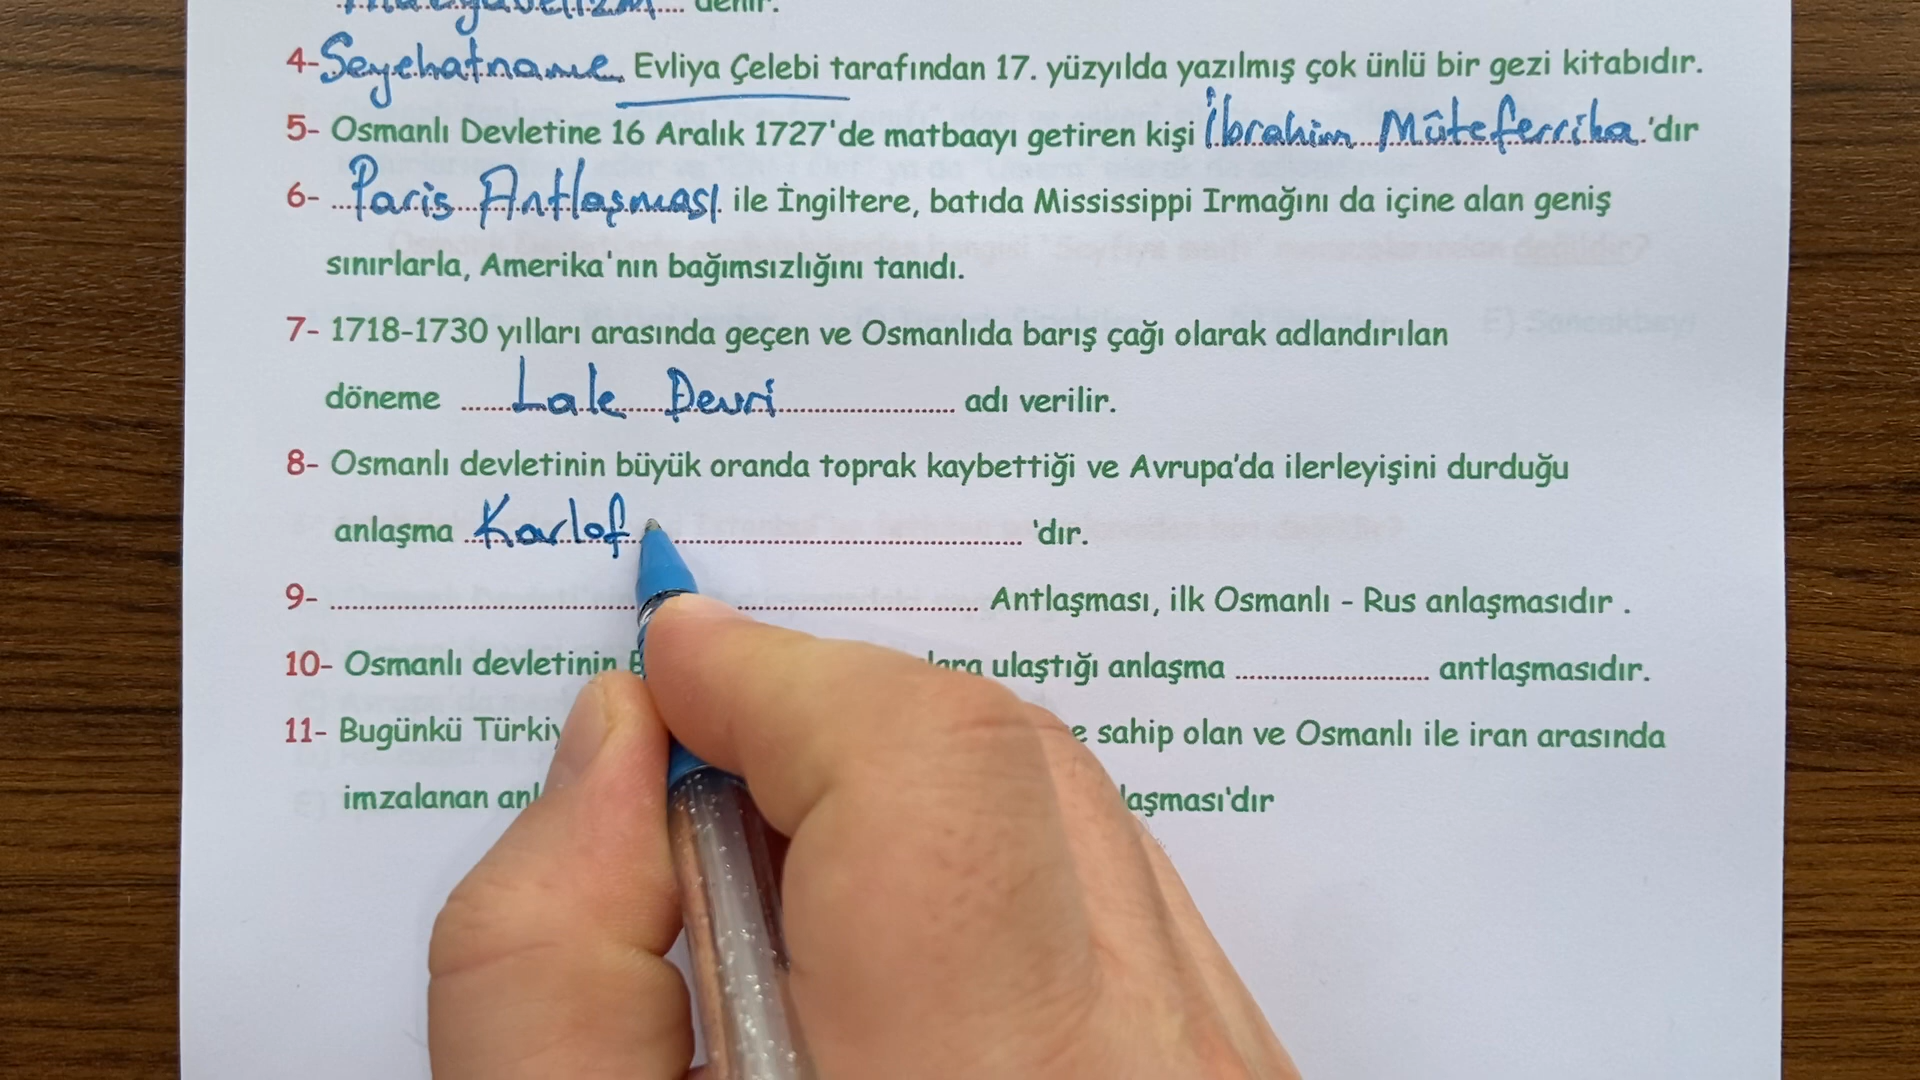 denir.
4- Seyehatname Evliya Çelebi tarafından 17. yüzyılda yazılmış çok ünlü bir gezi kitabıdır.
5- Osmanlı Devletine 16 Aralık 1727'de matbaayı getiren kişi İbrahim Müteferrika 'dır
6- Paris Antlaşması ile İngiltere, batıda Mississippi Irmağını da içine alan geniş
sınırlarla, Amerika'nın bağımsızlığını tanıdı.
7- 1718-1730 yılları arasında geçen ve Osmanlıda barış çağı olarak adlandırılan
döneme Lale Devri adı verilir.
8- Osmanlı devletinin büyük oranda toprak kaybettiği ve Avrupa'da ilerleyişini durduğu
anlaşma Karlof 'dır.
9- Antlaşması, ilk Osmanlı - Rus anlaşmasıdır .
10- Osmanlı devletinin ulaştığı anlaşma antlaşmasıdır.
11- Bugünkü sahip olan ve Osmanlı ile iran arasında
imzalanan